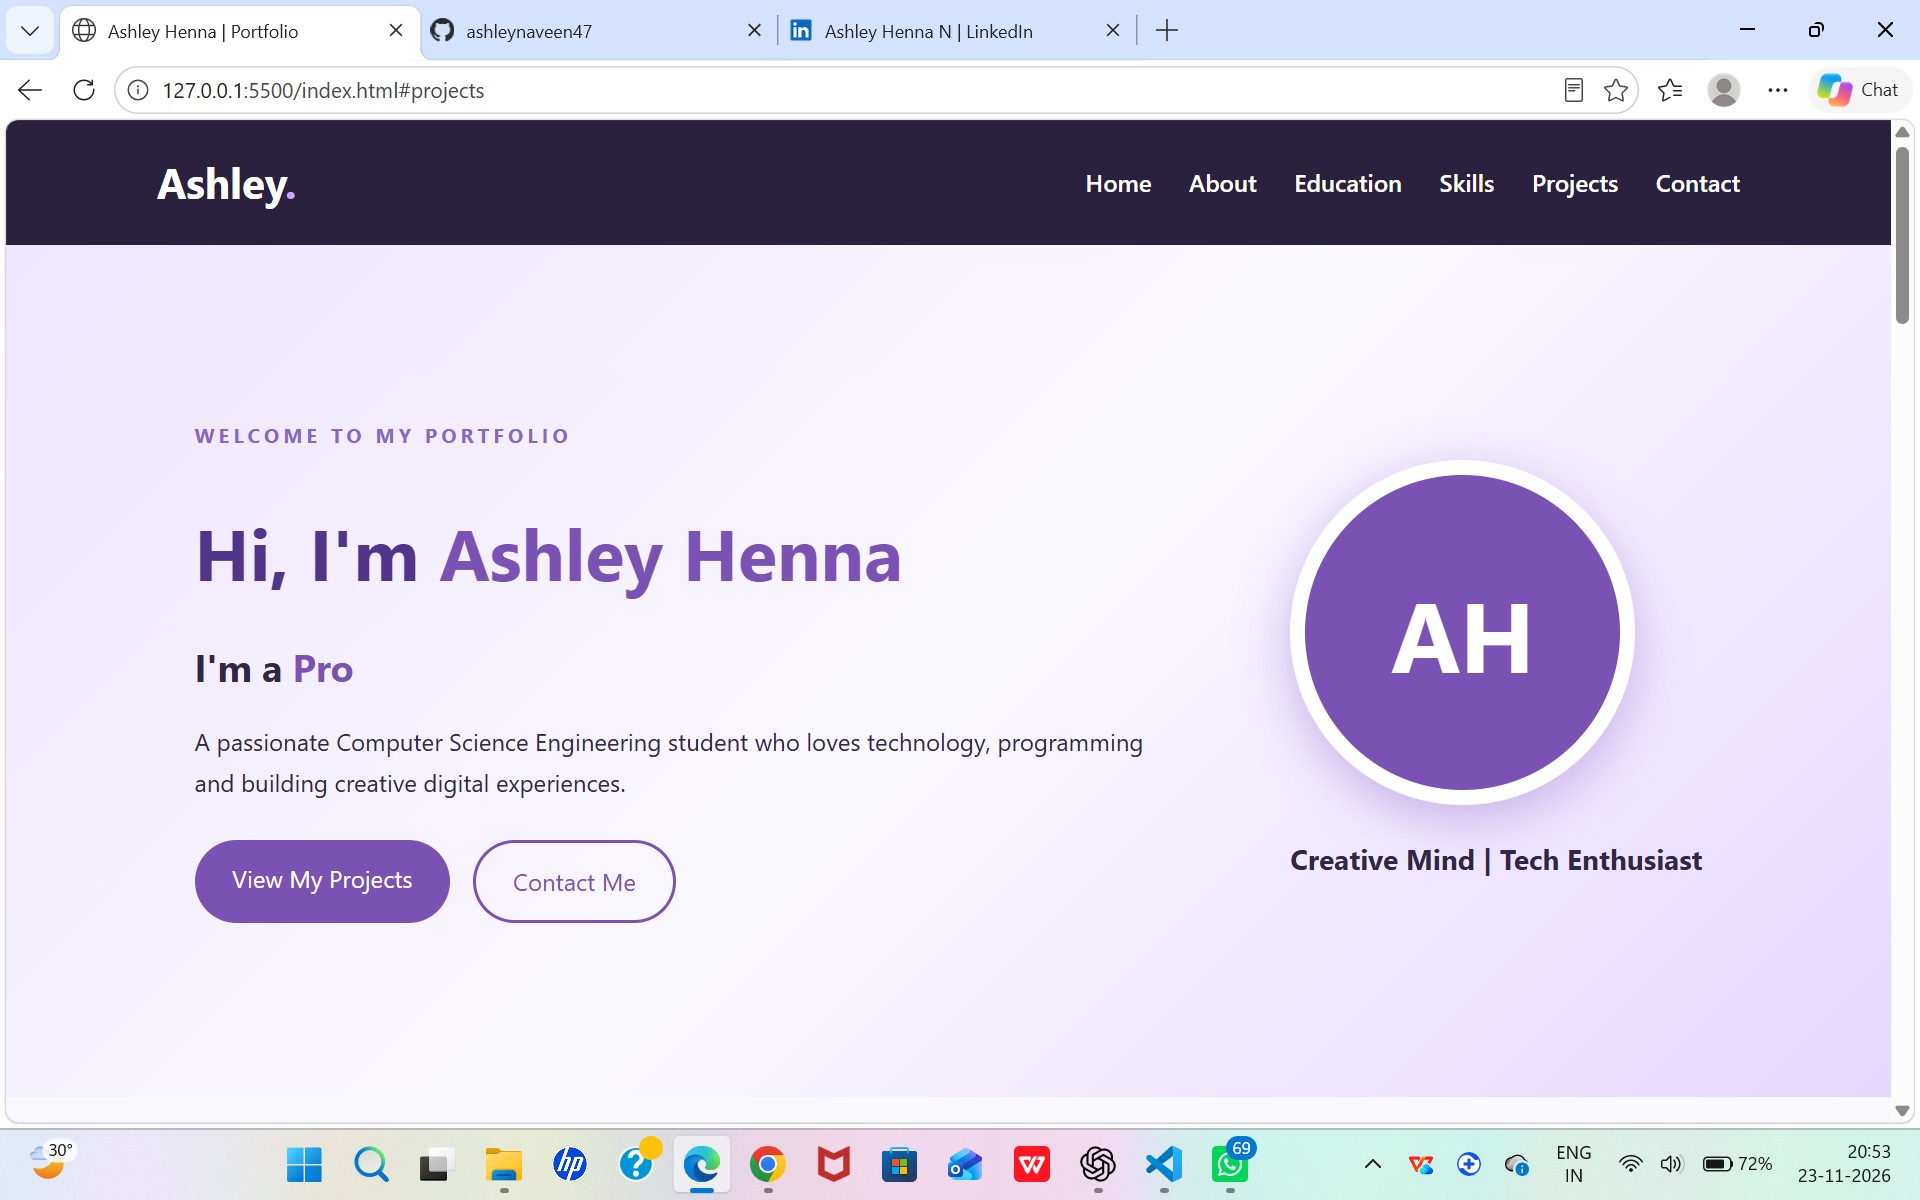 Ashley Henna | Portfolio
ashleynaveen47
Ashley Henna N | LinkedIn
127.0.0.1:5500/index.html#projects
Chat
Ashley.
Home About Education Skills Projects Contact
WELCOME TO MY PORTFOLIO
Hi, I'm Ashley Henna
I'm a Pro
A passionate Computer Science Engineering student who loves technology, programming
and building creative digital experiences.
View My Projects
Contact Me
AH
Creative Mind | Tech Enthusiast
30°
hp
69
ENG
IN
72%
20:53
23-11-2026